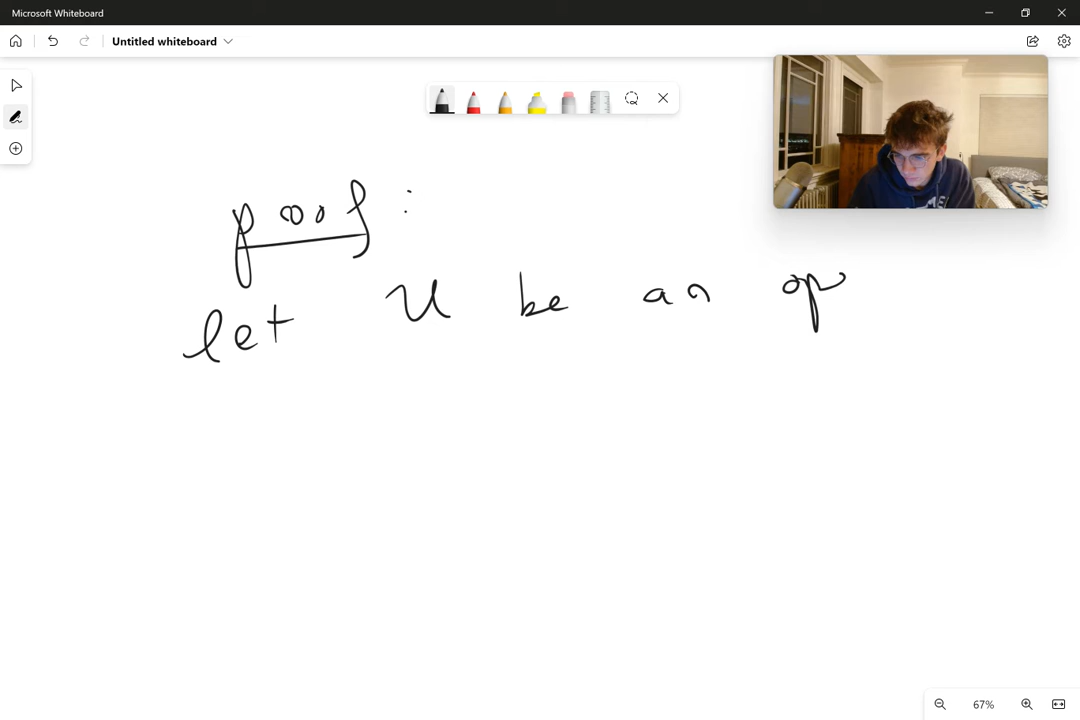 Microsoft Whiteboard
Untitled whiteboard
proof:
let U be an op
67%